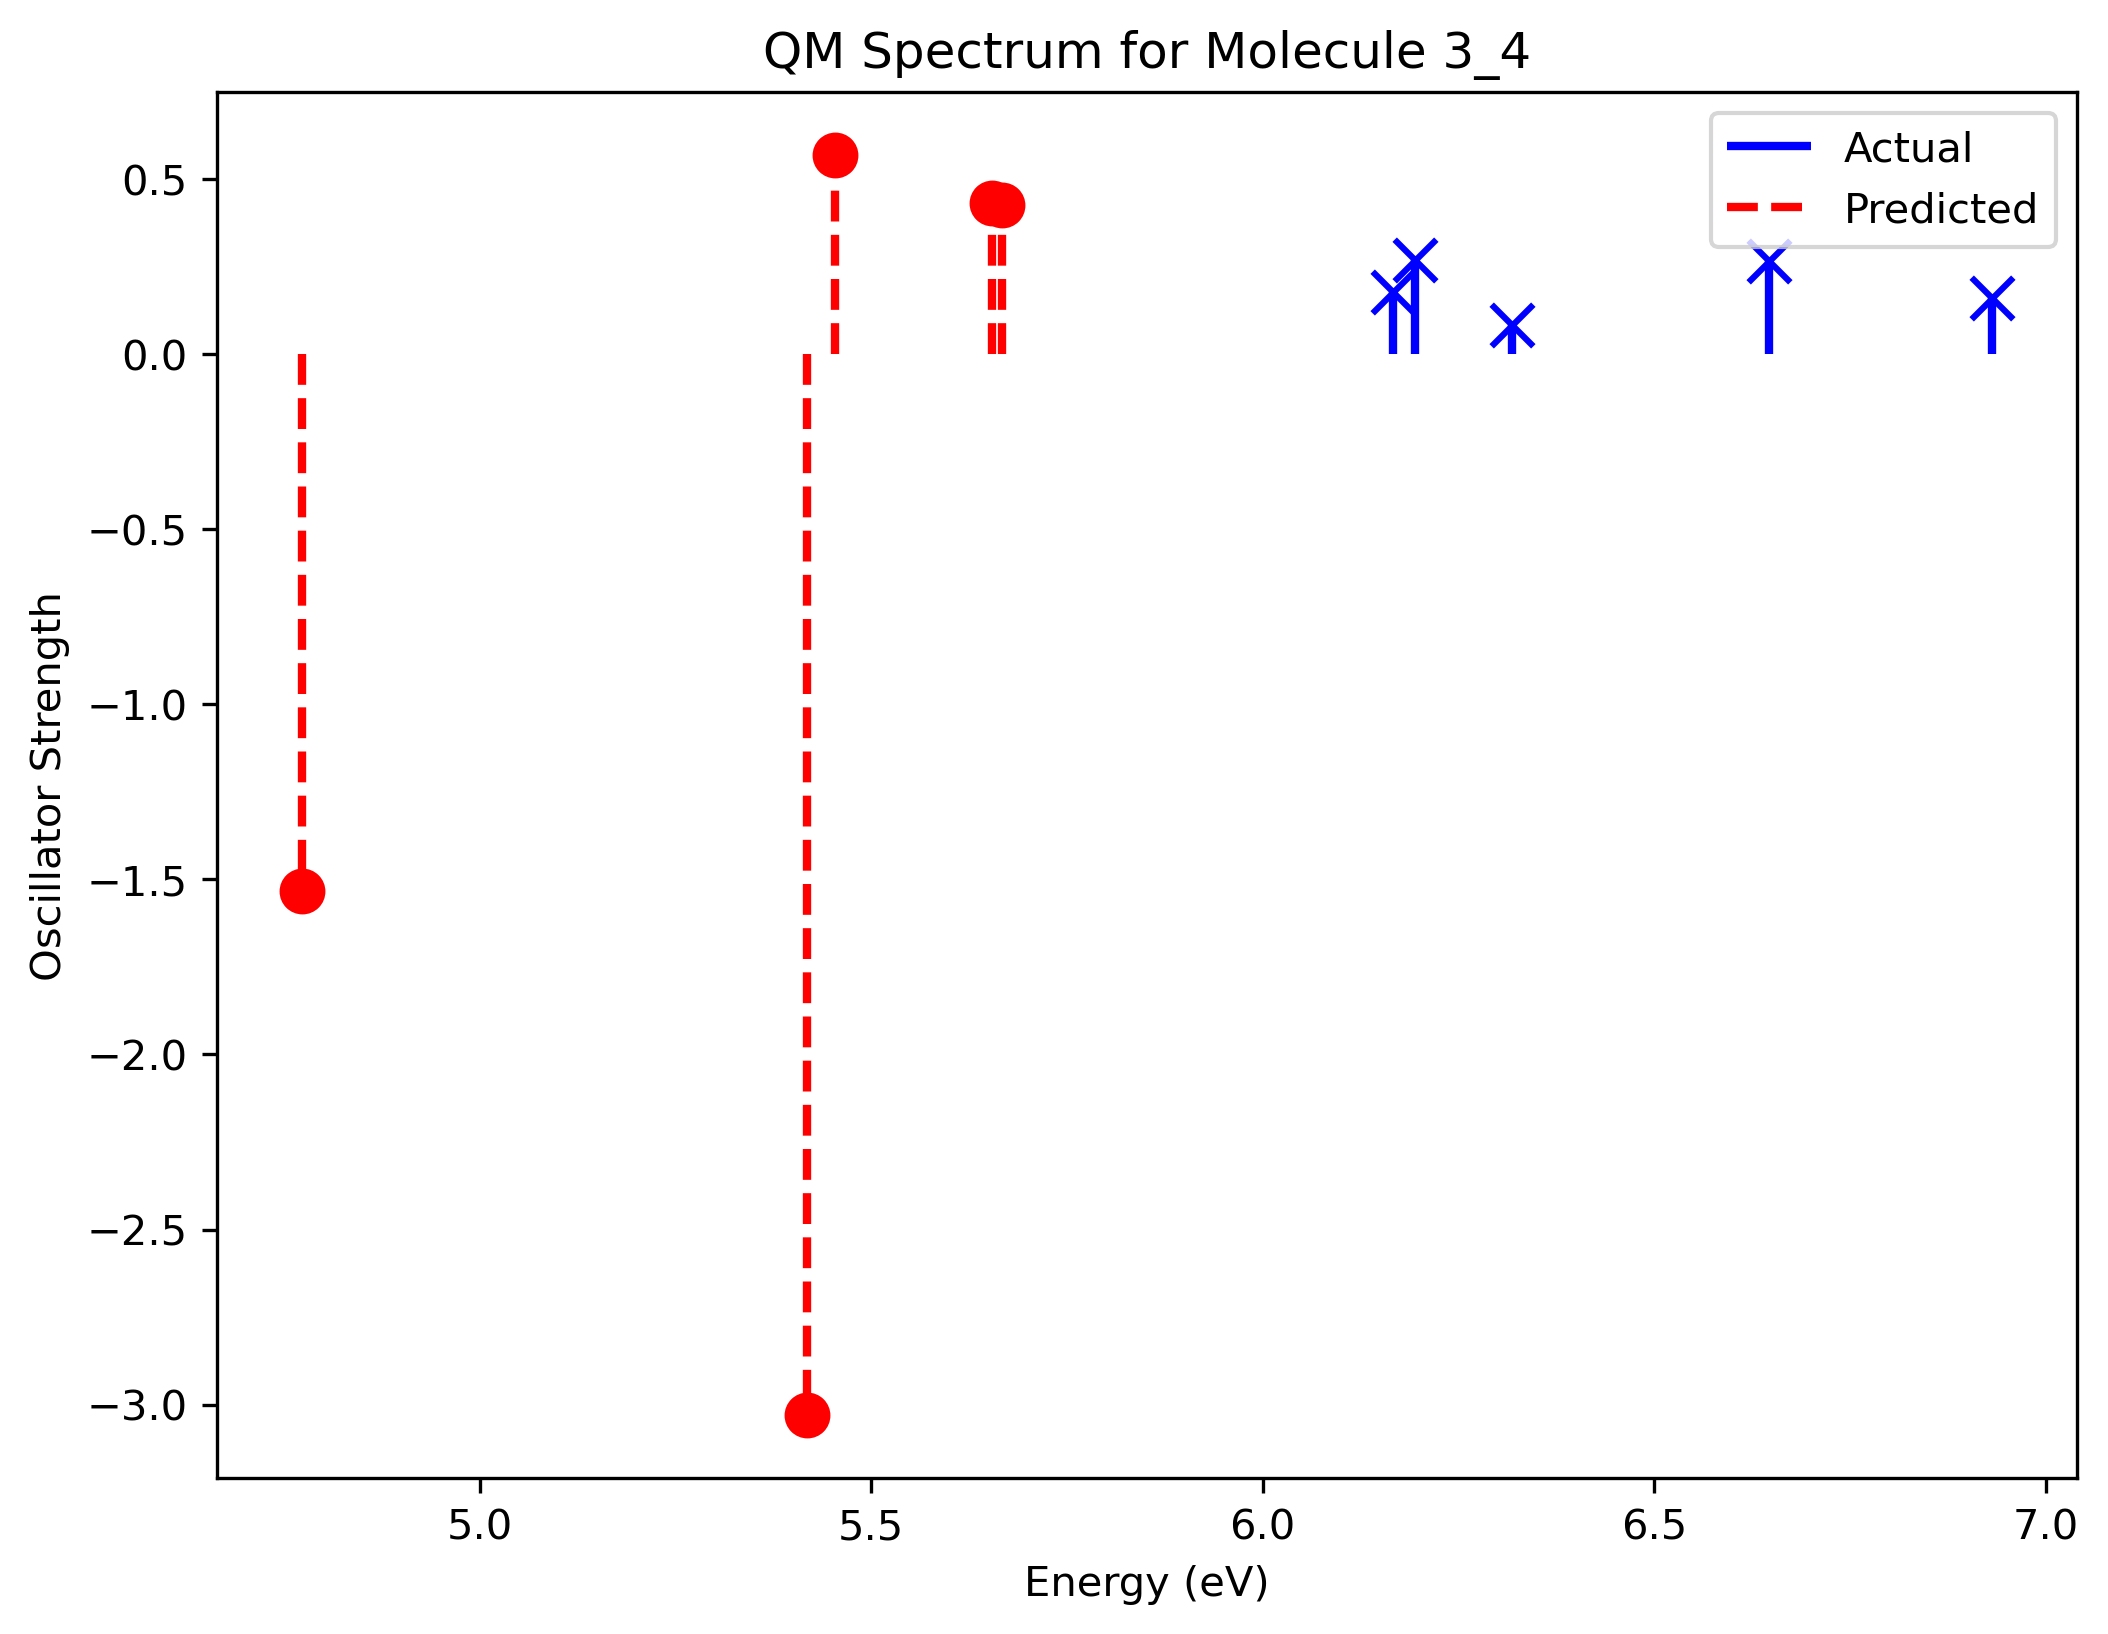 QM Spectrum for Molecule 3_4
Actual
Predicted
0.5
0.0
−0.5
−1.0
−1.5
−2.0
−2.5
−3.0
Oscillator Strength
5.0 5.5 6.0 6.5 7.0
Energy (eV)